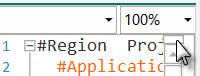 100%
1 #Region Proj
2 #Applicatio